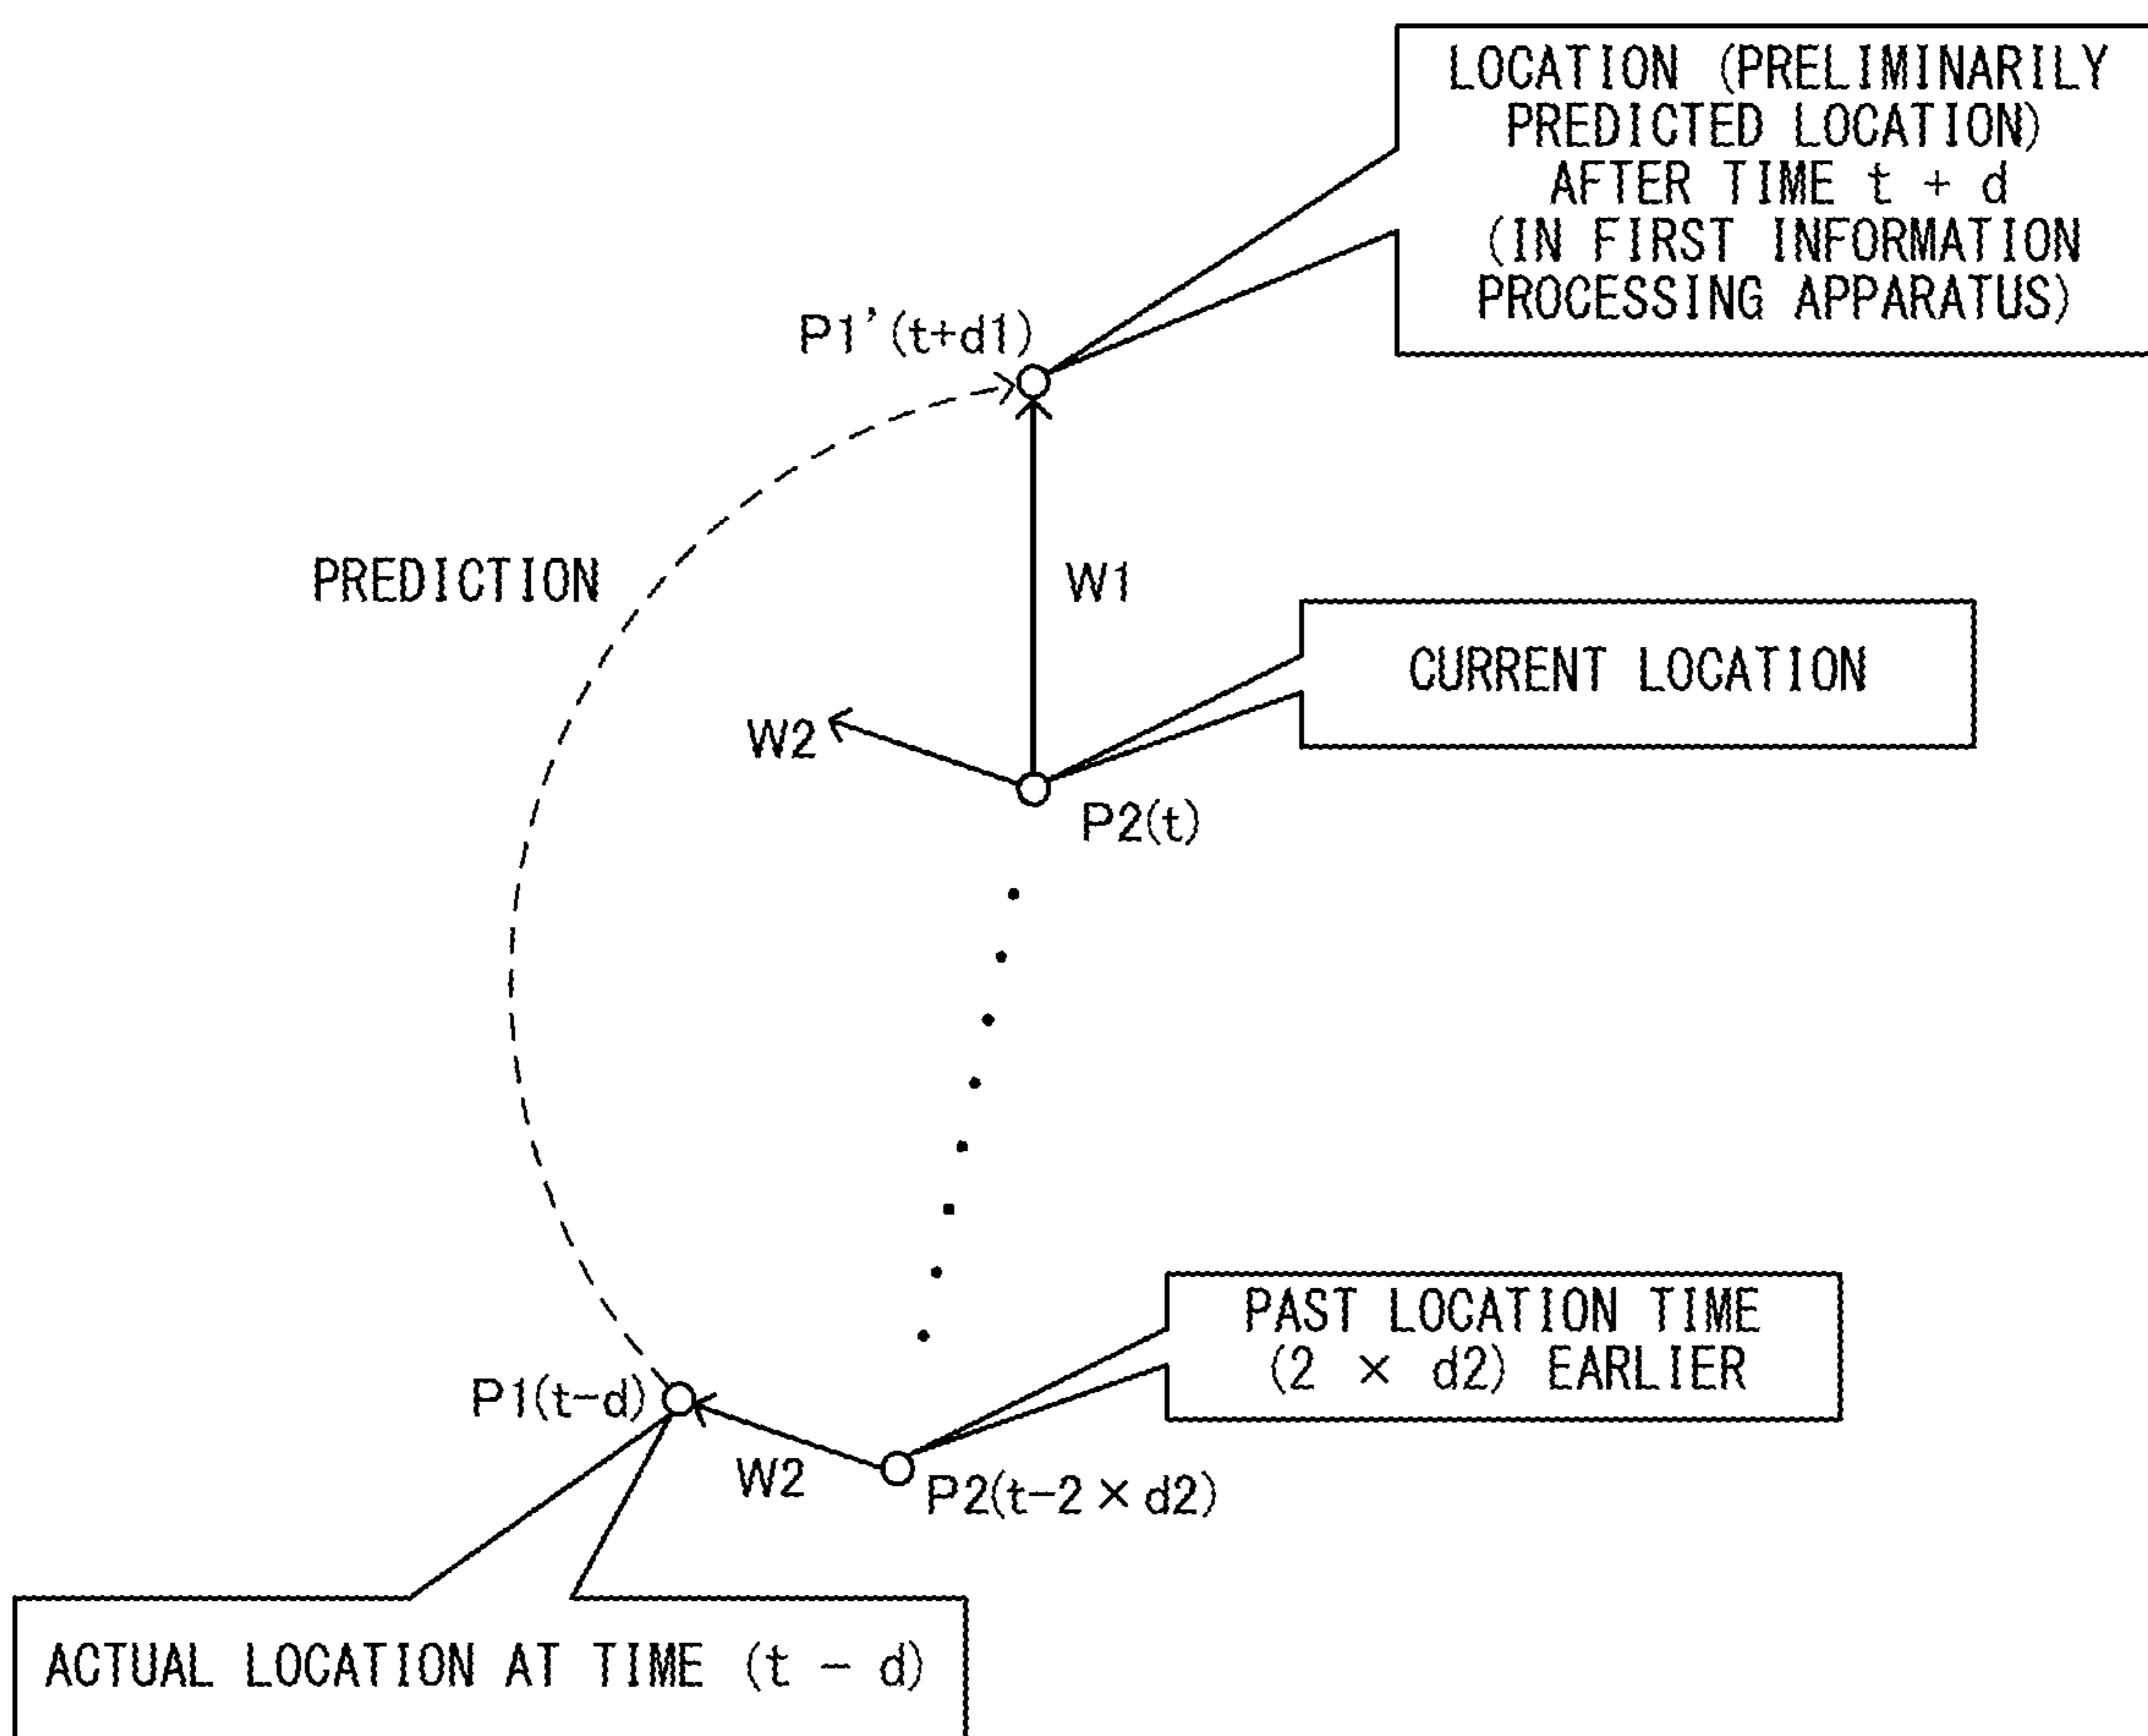 LOCATION (PRELIMINARILY
PREDICTED LOCATION)
AFTER TIME t + d
(IN FIRST INFORMATION
PROCESSING APPARATUS)
P1'(t+d1)
PREDICTION
W1
CURRENT LOCATION
W2
P2(t)
PAST LOCATION TIME
(2 × d2) EARLIER
P1(t-d)
W2
P2(t-2×d2)
ACTUAL LOCATION AT TIME (t - d)